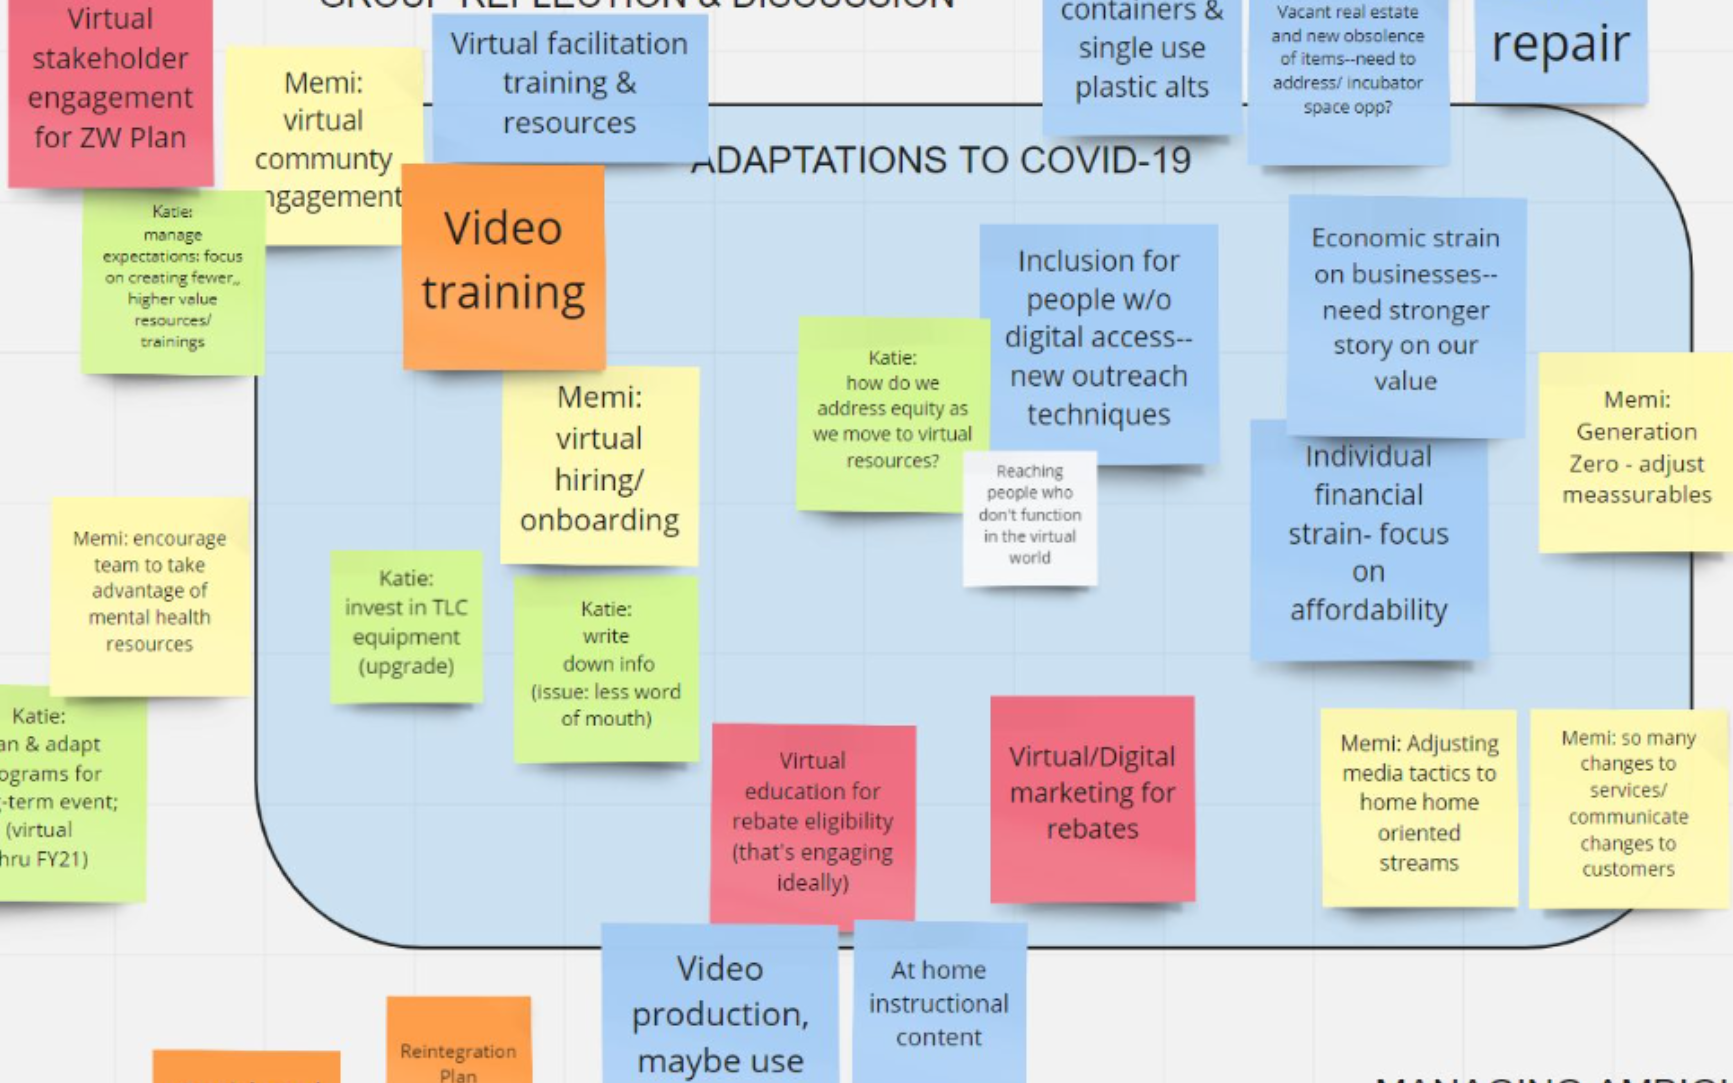 GROUP REFLECTION & DISCUSSION
Virtual
stakeholder
engagement
for ZW Plan
Memi:
virtual
communty
ngagement
Virtual facilitation
training &
resources
containers &
single use
plastic alts
Vacant real estate
and new obsolence
of items--need to
address/ incubator
space opp?
repair
ADAPTATIONS TO COVID-19
Katie:
manage
expectations: focus
on creating fewer,,
higher value
resources/
trainings
Video
training
Inclusion for
people w/o
digital access--
new outreach
techniques
Economic strain
on businesses--
need stronger
story on our
value
Katie:
how do we
address equity as
we move to virtual
resources?
Memi:
virtual
hiring/
onboarding
Reaching
people who
don't function
in the virtual
world
Individual
financial
strain- focus
on
affordability
Memi:
Generation
Zero - adjust
meassurables
Memi: encourage
team to take
advantage of
mental health
resources
Katie:
invest in TLC
equipment
(upgrade)
Katie:
write
down info
(issue: less word
of mouth)
Katie:
an & adapt
ograms for
-term event;
(virtual
hru FY21)
Virtual
education for
rebate eligibility
(that's engaging
ideally)
Virtual/Digital
marketing for
rebates
Memi: Adjusting
media tactics to
home home
oriented
streams
Memi: so many
changes to
services/
communicate
changes to
customers
Video
production,
maybe use
At home
instructional
content
Reintegration
Plan